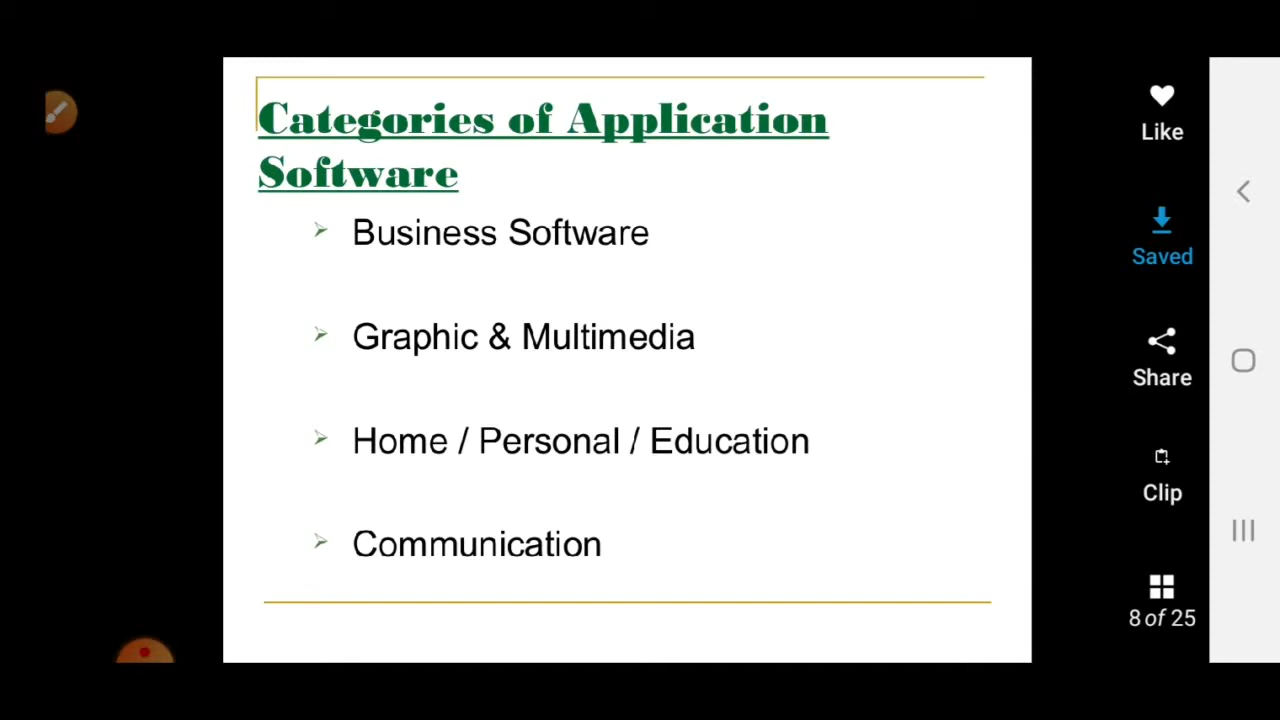 Categories of Application
Software
Business Software
Graphic & Multimedia
Home / Personal / Education
Communication
Like
Saved
Share
Clip
8 of 25